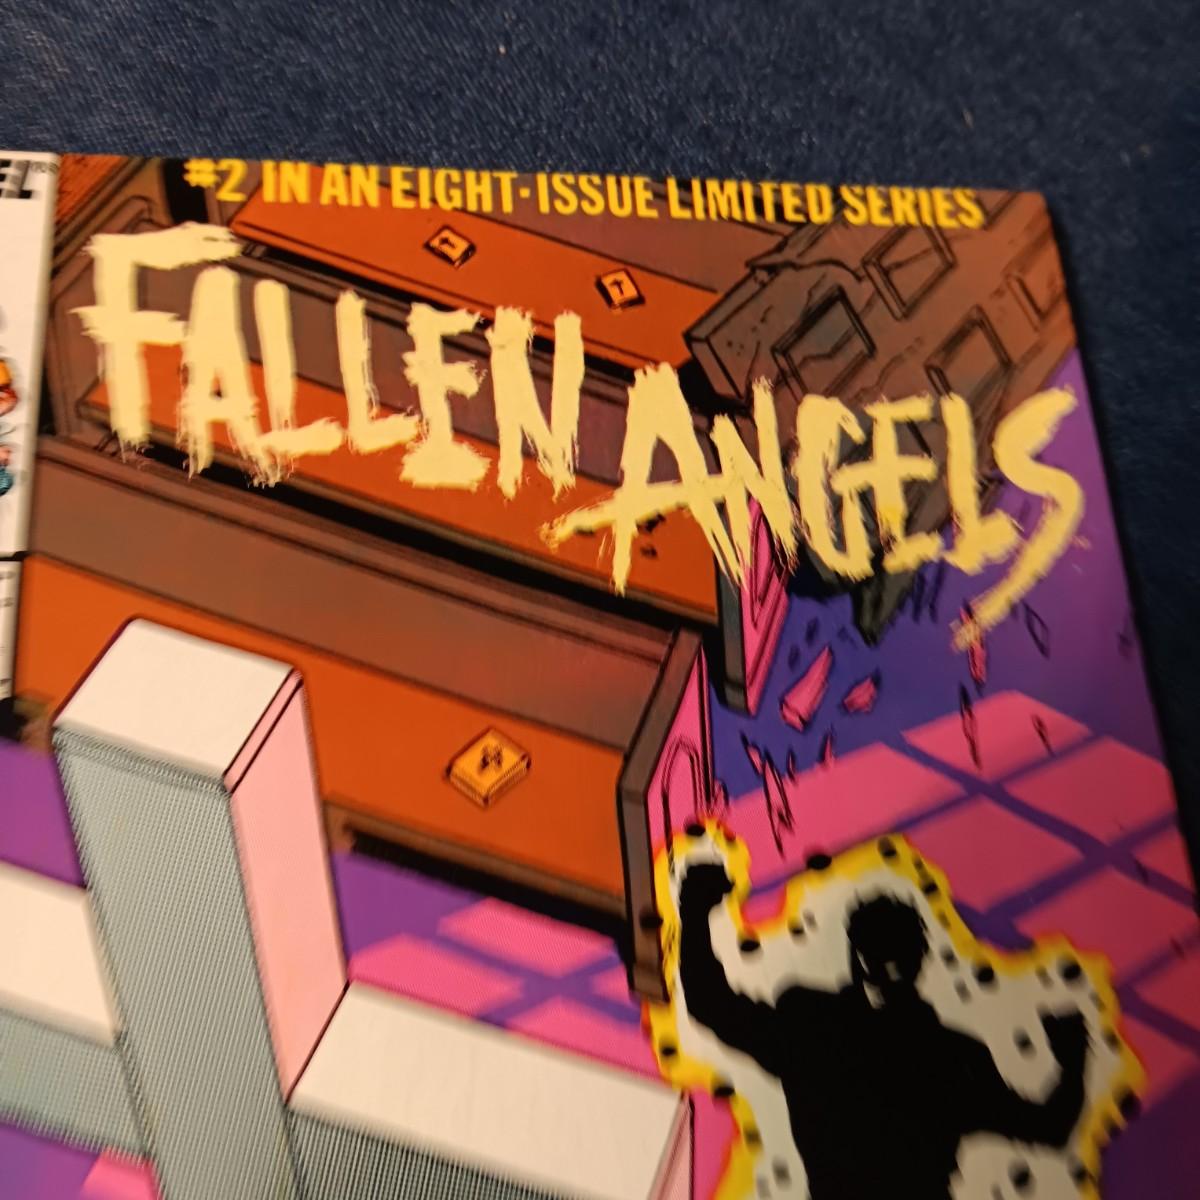 #2 IN AN EIGHT-ISSUE LIMITED SERIES
FALLEN ANGELS